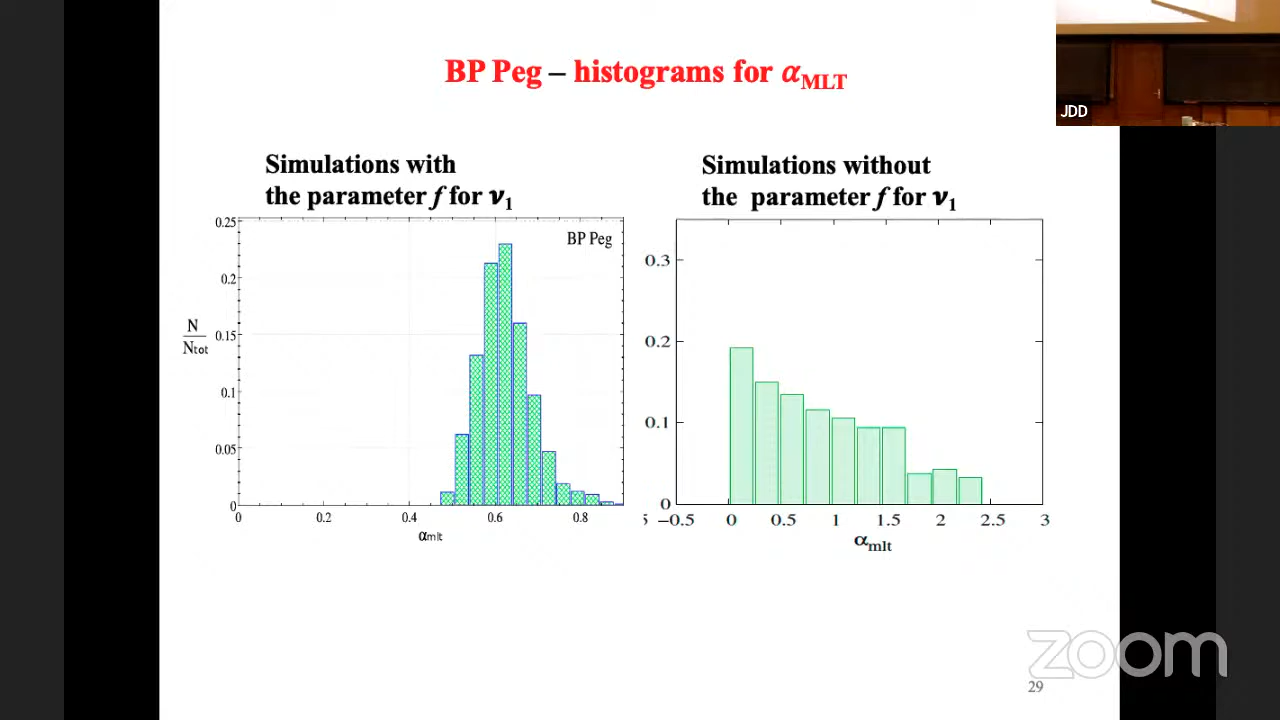 JDD
BP Peg – histograms for αMLT
Simulations with
the parameter f for ν1
Simulations without
the parameter f for ν1
BP Peg
0.25
0.2
0.15
0.1
0.05
0
N
Ntot
0 0.2 0.4 0.6 0.8
αmlt
0.3
0.2
0.1
0
5 −0.5 0 0.5 1 1.5 2 2.5 3
αmlt
zoom
29